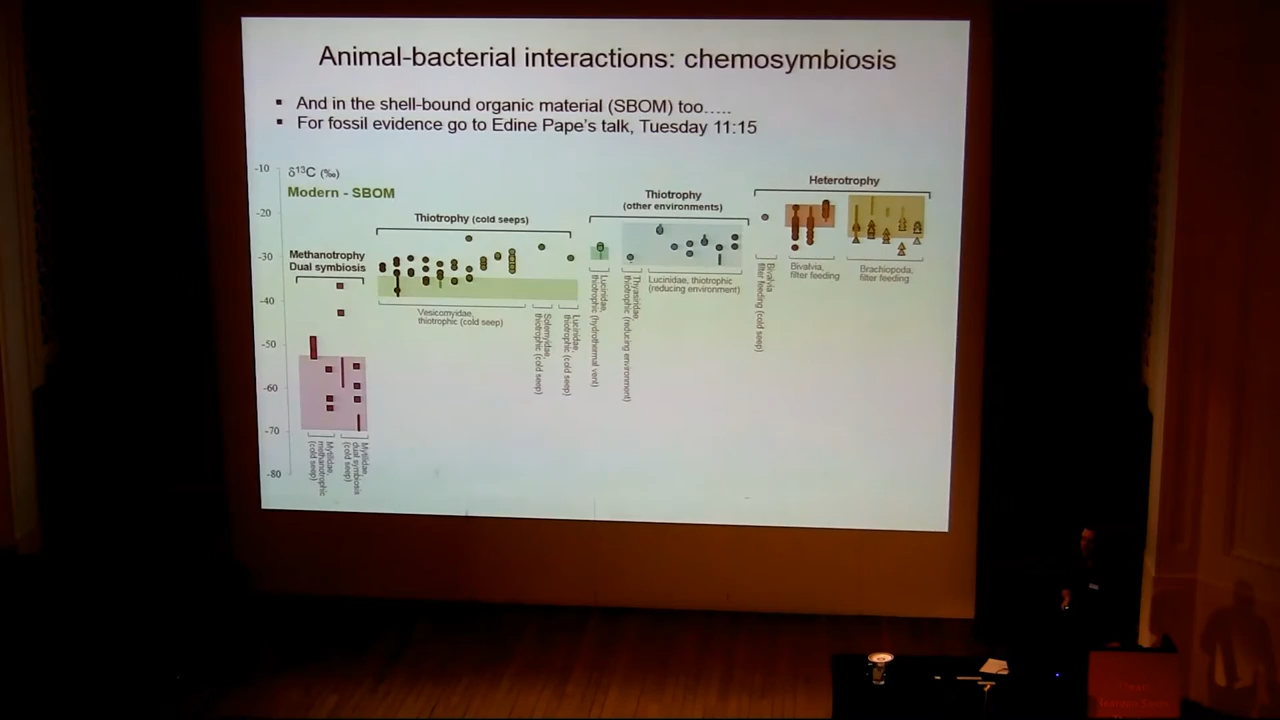 Animal-bacterial interactions: chemosymbiosis
And in the shell-bound organic material (SBOM) too.....
For fossil evidence go to Edine Pape's talk, Tuesday 11:15
δ¹³C (‰)
Modern - SBOM
-10
-20
-30
-40
-50
-60
-70
-80
Methanotrophy
Dual symbiosis
Thiotrophy (cold seeps)
Thiotrophy
(other environments)
Heterotrophy
Mytilidae,
methanotrophic
(cold seep)
Mytilidae,
dual symbiosis
(cold seep)
Vesicomyidae,
thiotrophic (cold seep)
Solemyidae,
thiotrophic (cold seep)
Lucinidae,
thiotrophic (cold seep)
Lucinidae,
thiotrophic (hydrothermal vent)
Thyasiridae,
thiotrophic (reducing environment)
Lucinidae, thiotrophic
(reducing environment)
Bivalvia
filter feeding (cold seep)
Bivalvia,
filter feeding
Brachiopoda,
filter feeding